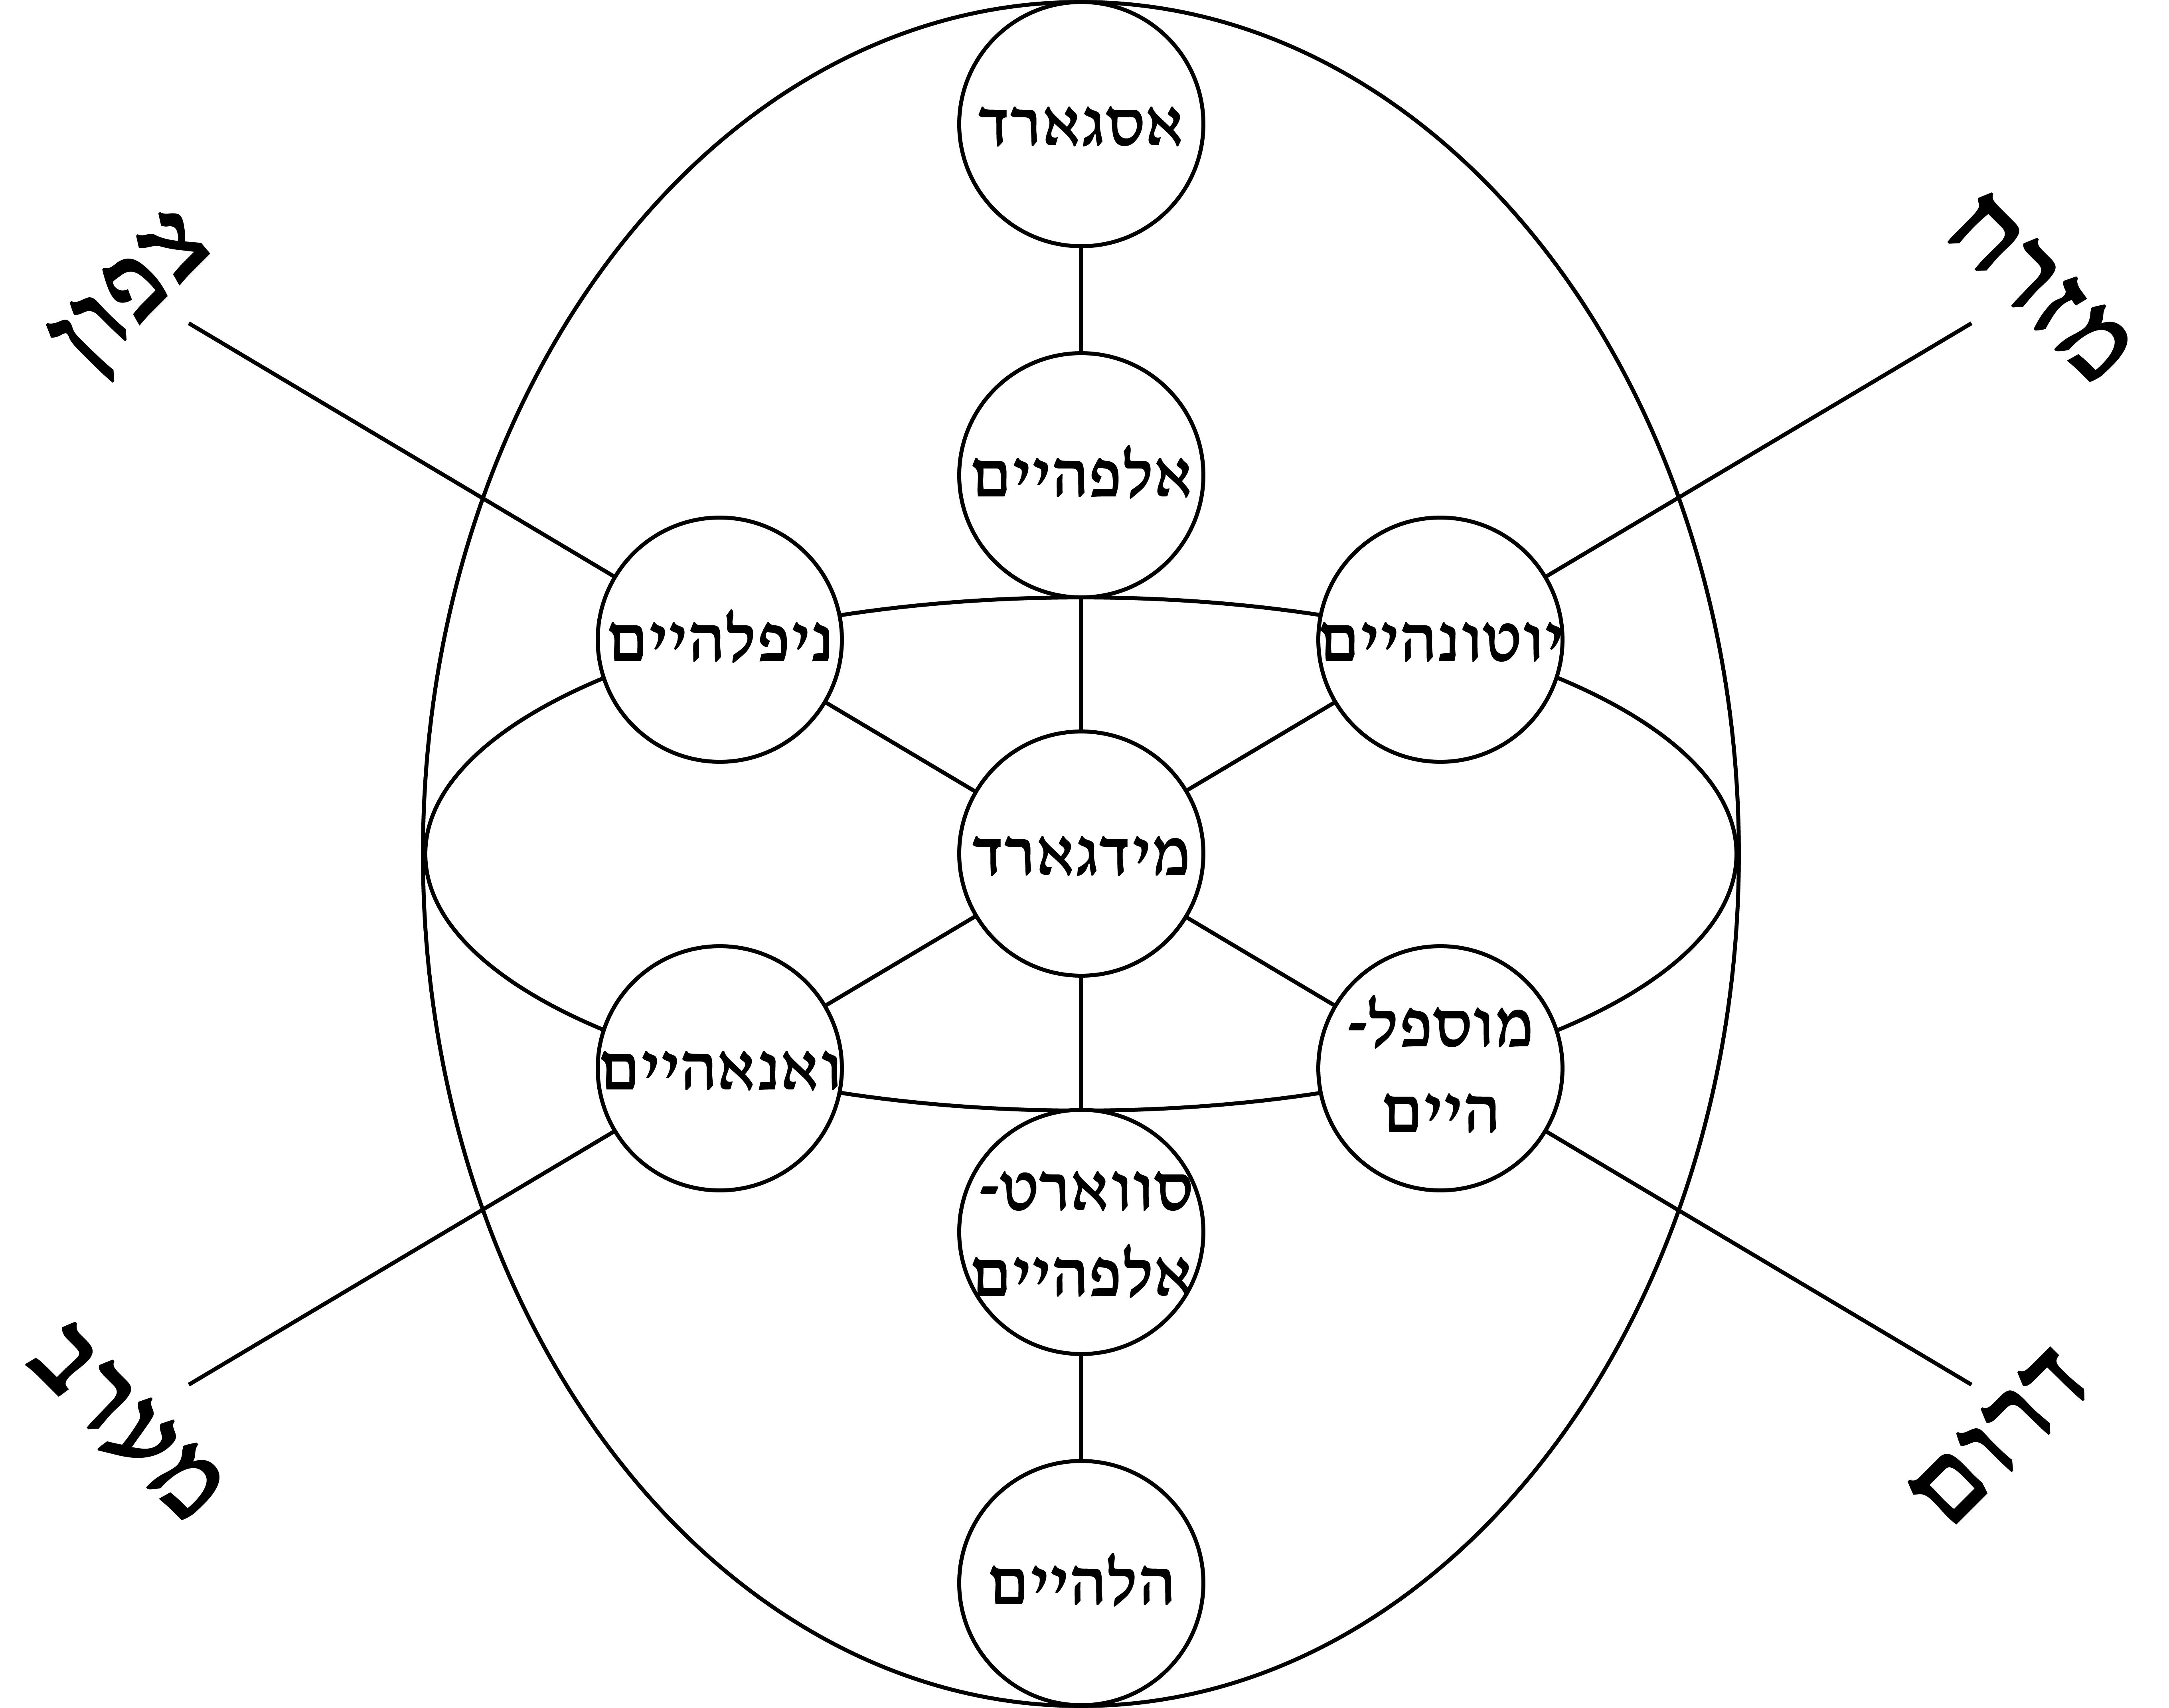 אסגארד
צפון
מזרח
אלפהיים
ניפלהיים
יוטונהיים
מידגארד
ואנאהיים
מוספל-
היים
סווארט-
אלפהיים
מערב
דרום
הלהיים